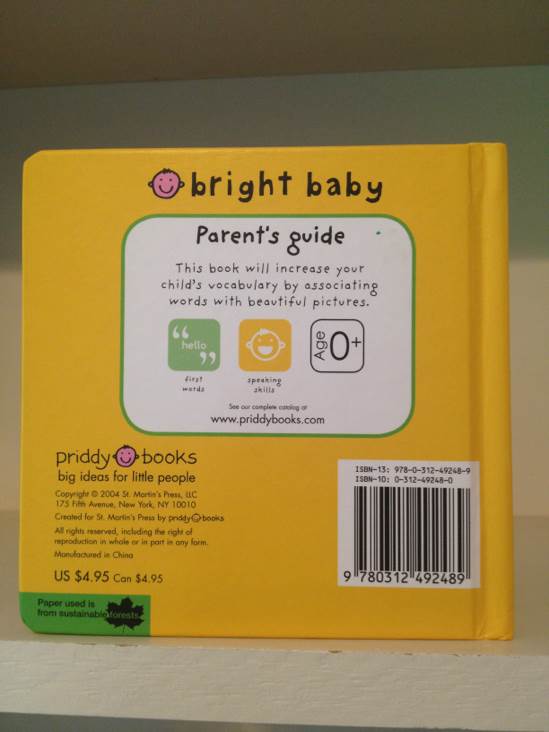 bright baby
Parent's guide
This book will increase your
child's vocabulary by associating
words with beautiful pictures.
“ hello ”
first
words
speaking
skills
Age 0+
See our complete catalog at
www.priddybooks.com
priddy books
big ideas for little people
Copyright © 2004 St. Martin's Press, LLC
175 Fifth Avenue, New York, NY 10010
Created for St. Martin's Press by priddy books
All rights reserved, including the right of
reproduction in whole or in part in any form.
Manufactured in China
US $4.95 Can $4.95
Paper used is
from sustainable forests.
ISBN-13: 978-0-312-49248-9
ISBN-10: 0-312-49248-0
9 780312 492489